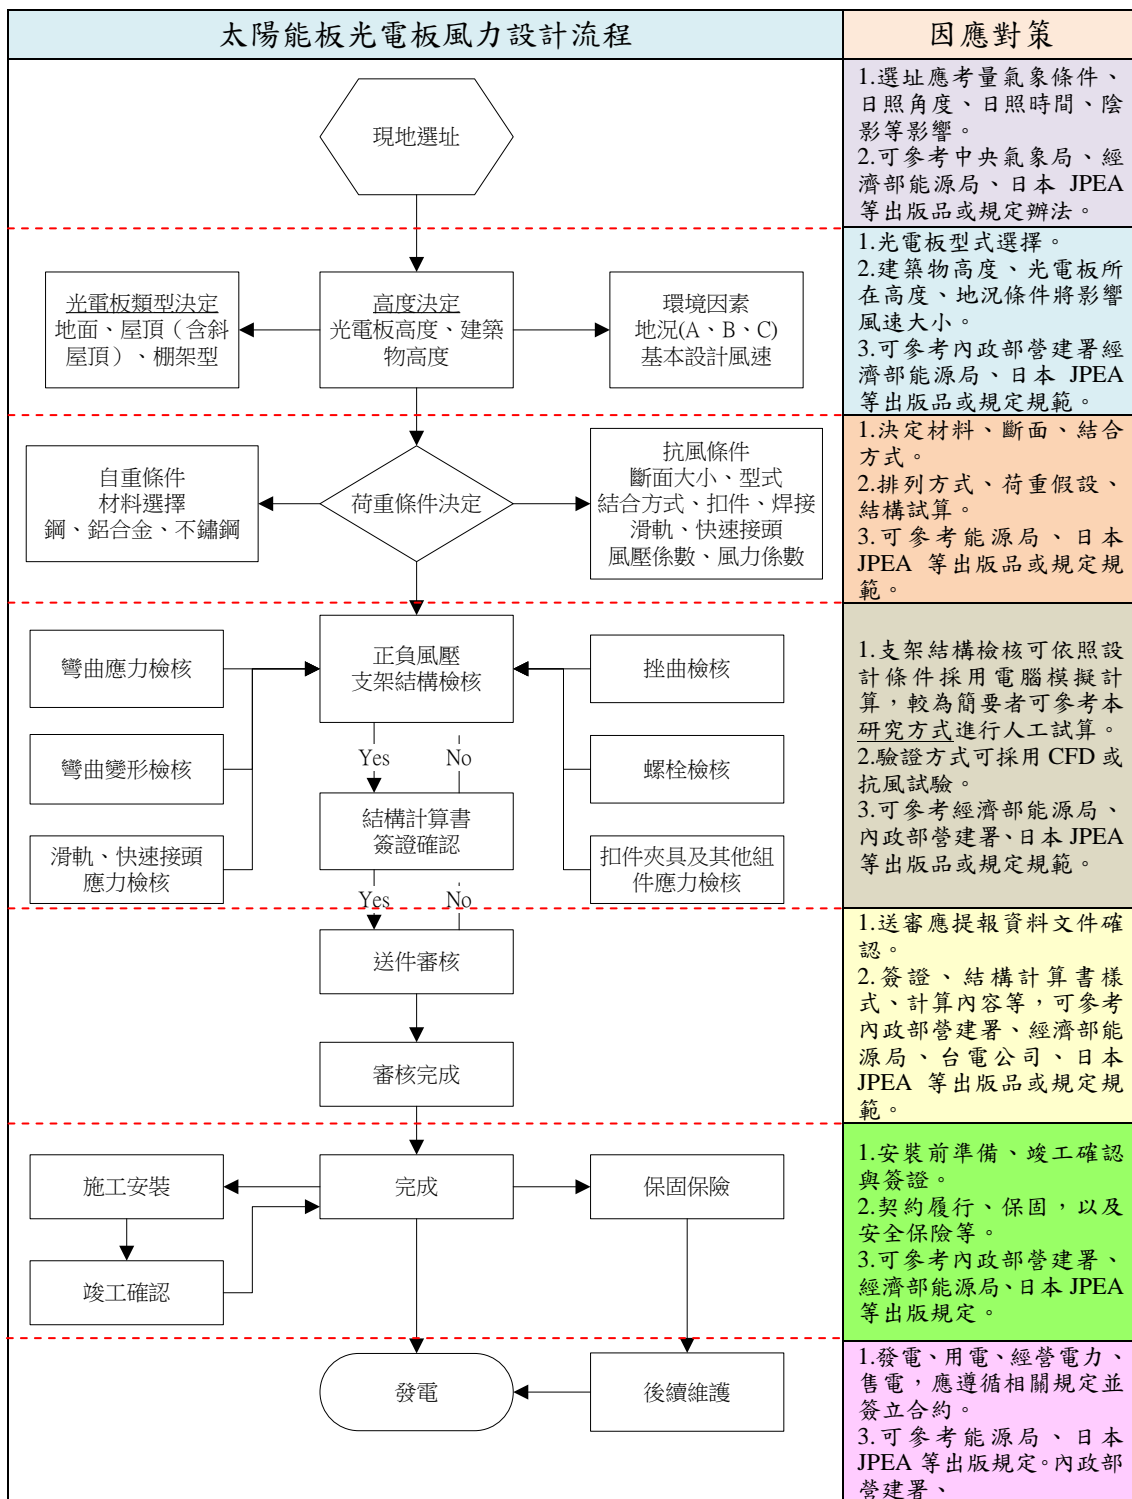 太陽能板光電板風力設計流程
因應對策
現地選址
1.選址應考量氣象條件、
日照角度、日照時間、陰
影等影響。
2.可參考中央氣象局、經
濟部能源局、日本 JPEA
等出版品或規定辦法。
光電板類型決定
地面、屋頂（含斜
屋頂）、棚架型
高度決定
光電板高度、建築
物高度
環境因素
地況(A、B、C)
基本設計風速
1.光電板型式選擇。
2.建築物高度、光電板所
在高度、地況條件將影響
風速大小。
3.可參考內政部營建署經
濟部能源局、日本 JPEA
等出版品或規定規範。
自重條件
材料選擇
鋼、鋁合金、不鏽鋼
荷重條件決定
抗風條件
斷面大小、型式
結合方式、扣件、焊接
滑軌、快速接頭
風壓係數、風力係數
1.決定材料、斷面、結合
方式。
2.排列方式、荷重假設、
結構試算。
3.可參考能源局、日本
JPEA 等出版品或規定規
範。
彎曲應力檢核
正負風壓
支架結構檢核
挫曲檢核
彎曲變形檢核
Yes
No
螺栓檢核
結構計算書
簽證確認
滑軌、快速接頭
應力檢核
扣件夾具及其他組
件應力檢核
Yes
No
1.支架結構檢核可依照設
計條件採用電腦模擬計
算，較為簡要者可參考本
研究方式進行人工試算。
2.驗證方式可採用 CFD 或
抗風試驗。
3.可參考經濟部能源局、
內政部營建署、日本 JPEA
等出版品或規定規範。
送件審核
審核完成
1.送審應提報資料文件確
認。
2.簽證、結構計算書樣
式、計算內容等，可參考
內政部營建署、經濟部能
源局、台電公司、日本
JPEA 等出版品或規定規
範。
施工安裝
完成
保固保險
竣工確認
1.安裝前準備、竣工確認
與簽證。
2.契約履行、保固，以及
安全保險等。
3.可參考內政部營建署、
經濟部能源局、日本 JPEA
等出版規定。
發電
後續維護
1.發電、用電、經營電力、
售電，應遵循相關規定並
簽立合約。
3.可參考能源局、日本
JPEA 等出版規定。內政部
營建署、